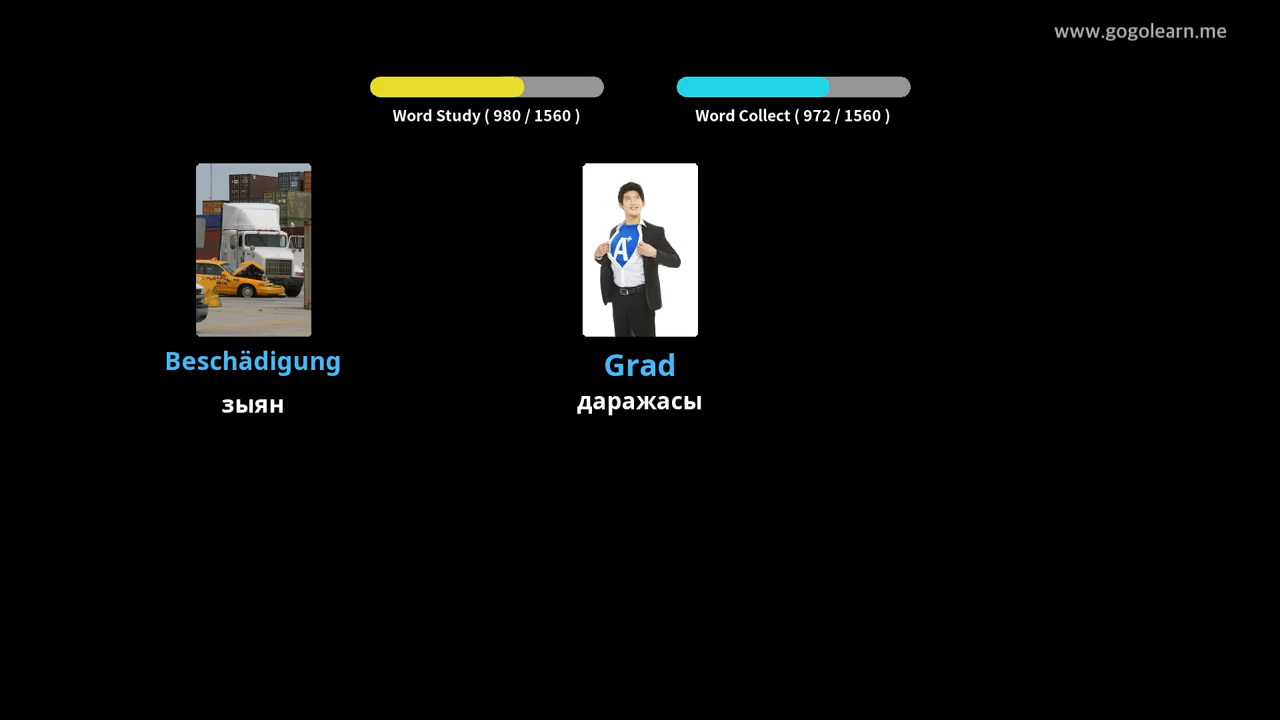 www.gogolearn.me
Word Study ( 980 / 1560 )
Word Collect ( 972 / 1560 )
A+
Beschädigung
Grad
зыян
даражасы